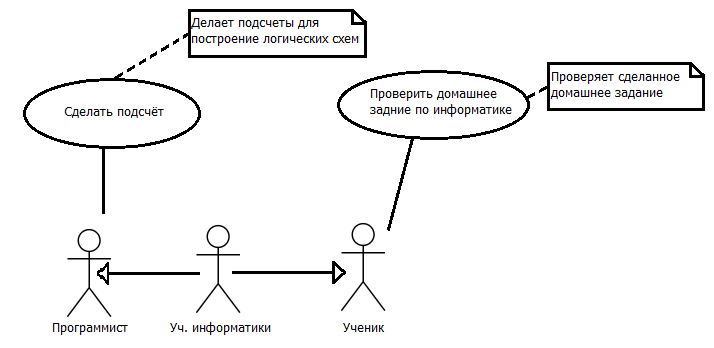 Делает подсчеты для
построение логических схем
Проверяет сделанное
домашнее задание
Сделать подсчёт
Проверить домашнее
задние по информатике
Программист
Уч. информатики
Ученик